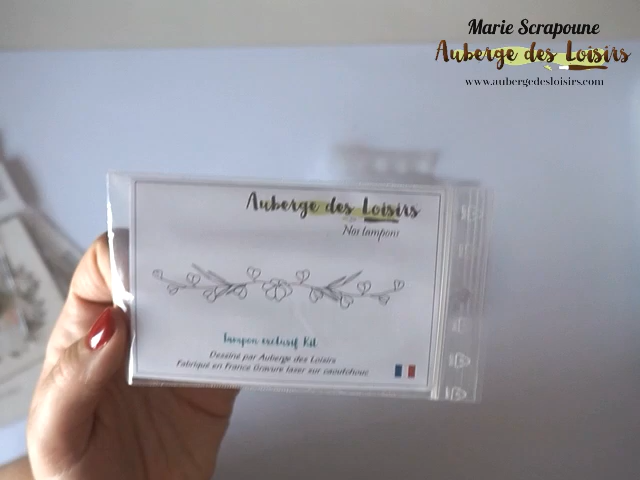 Marie Scrapoune
Auberge des Loisirs
www.aubergedesloisirs.com
Auberge des Loisirs
Nos tampons
Tampon exclusif Kit
Dessiné par Auberge des Loisirs
Fabriqué en France Gravure laser sur caoutchouc